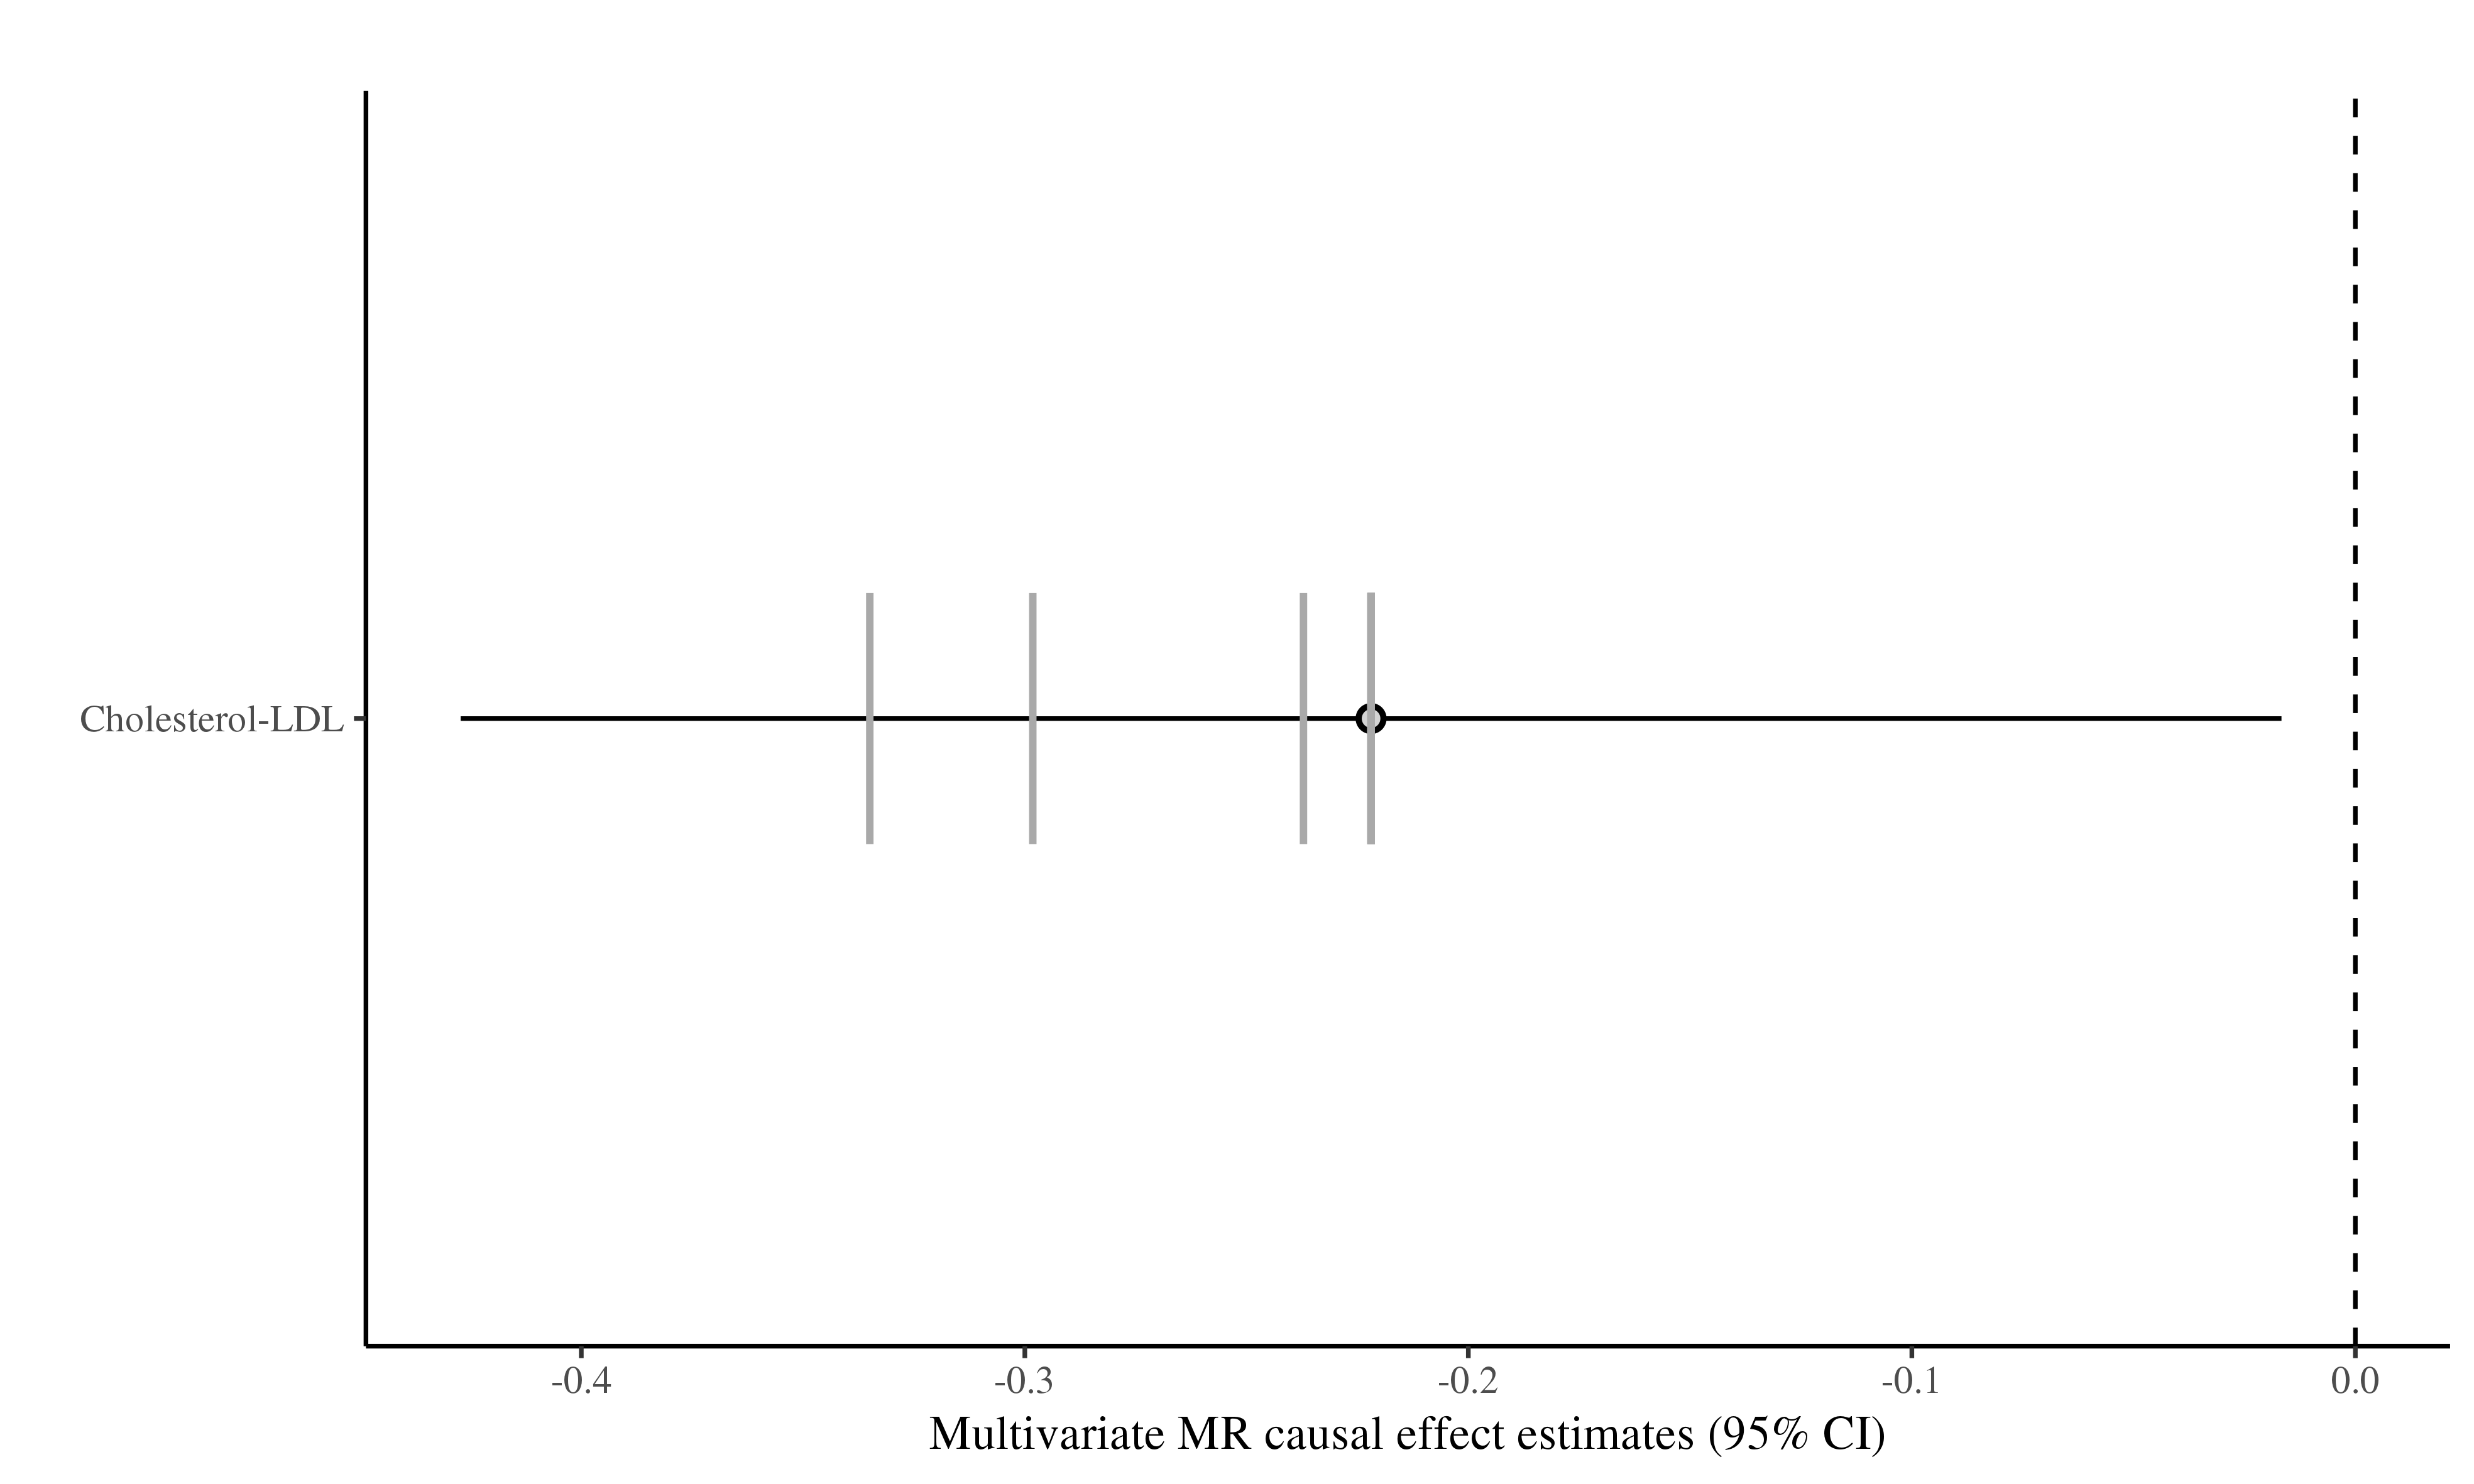 Cholesterol-LDL
-0.4 -0.3 -0.2 -0.1 0.0
Multivariate MR causal effect estimates (95% CI)